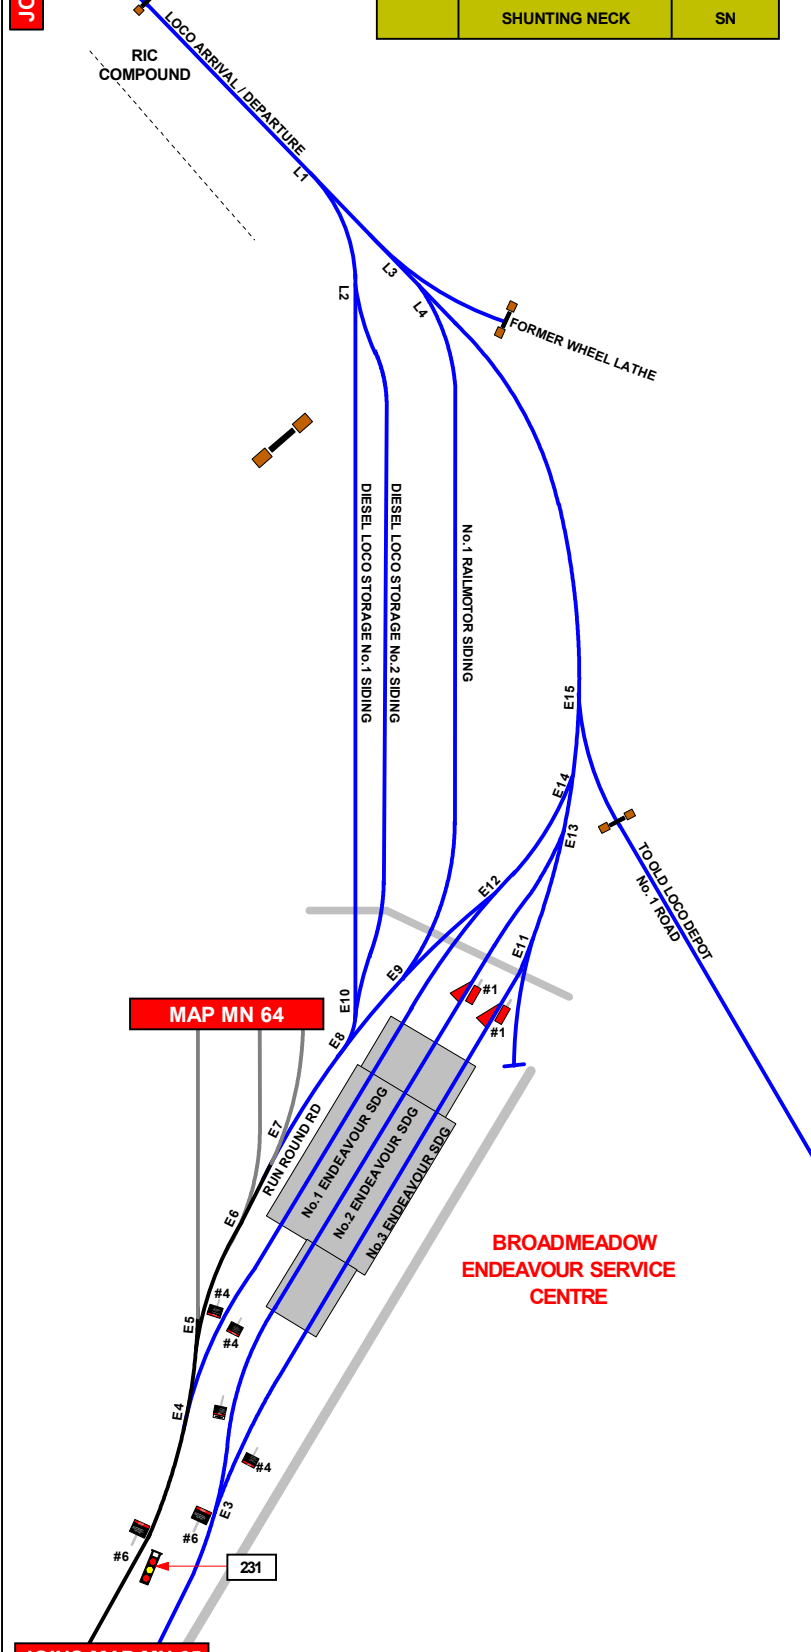 SHUNTING NECK
SN
LOCO ARRIVAL / DEPARTURE
RIC
COMPOUND
L1
L2
L3
L4
FORMER WHEEL LATHE
DIESEL LOCO STORAGE No.1 SIDING
DIESEL LOCO STORAGE No.2 SIDING
No.1 RAILMOTOR SIDING
E15
E14
E13
TO OLD LOCO DEPOT
No. 1 ROAD
E12
E11
E9
E10
#1
#1
MAP MN 64
E8
E7
RUN ROUND RD
No.1 ENDEAVOUR SDG
No.2 ENDEAVOUR SDG
No.3 ENDEAVOUR SDG
E6
BROADMEADOW
ENDEAVOUR SERVICE
CENTRE
#4
E5
#4
E4
#4
E3
#6
#6
231